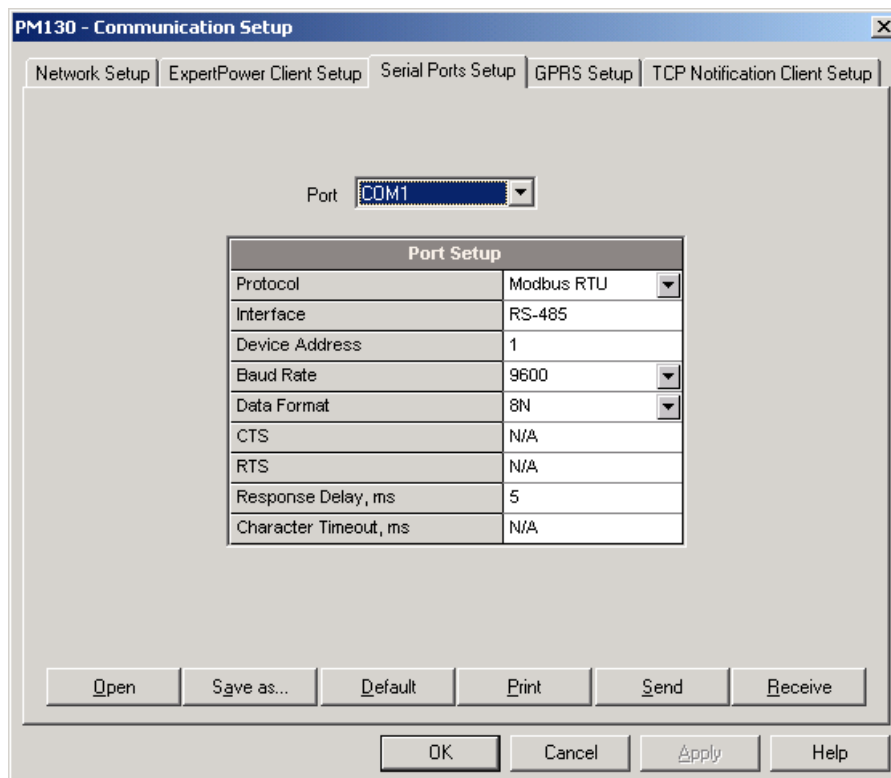 PM130 - Communication Setup
Network Setup ExpertPower Client Setup Serial Ports Setup GPRS Setup TCP Notification Client Setup
Port COM1
Port Setup
Protocol Modbus RTU
Interface RS-485
Device Address 1
Baud Rate 9600
Data Format 8N
CTS N/A
RTS N/A
Response Delay, ms 5
Character Timeout, ms N/A
Open Save as... Default Print Send Receive
OK Cancel Apply Help